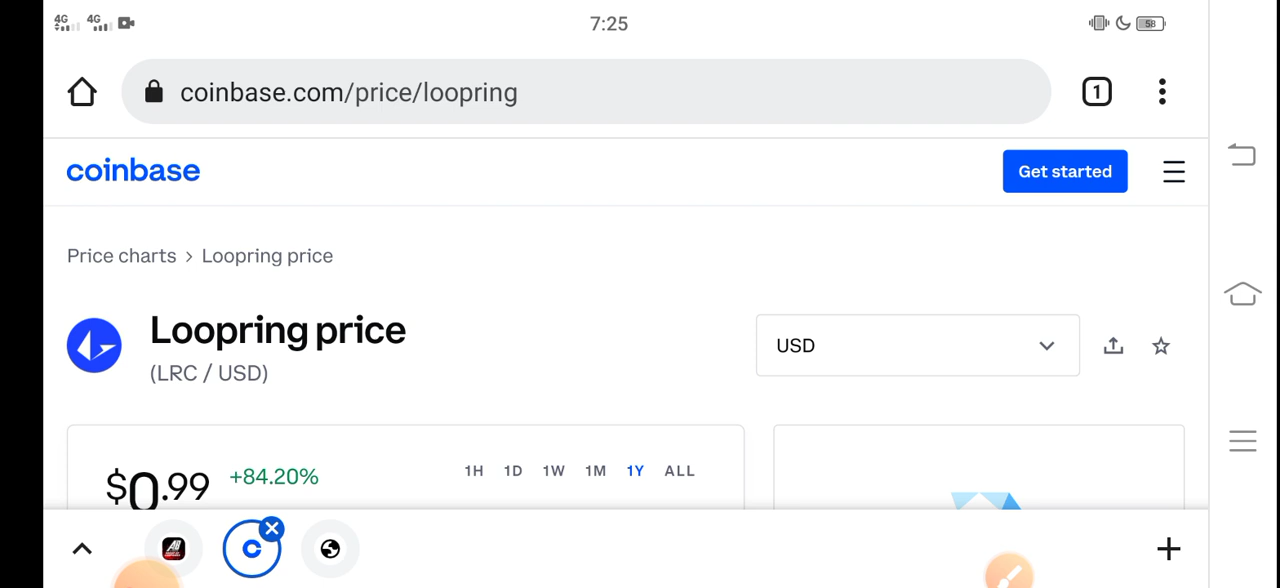 4G 4G 7:25 58
coinbase.com/price/loopring 1
coinbase Get started
Price charts > Loopring price
Loopring price
(LRC / USD)
USD
$0.99 +84.20% 1H 1D 1W 1M 1Y ALL